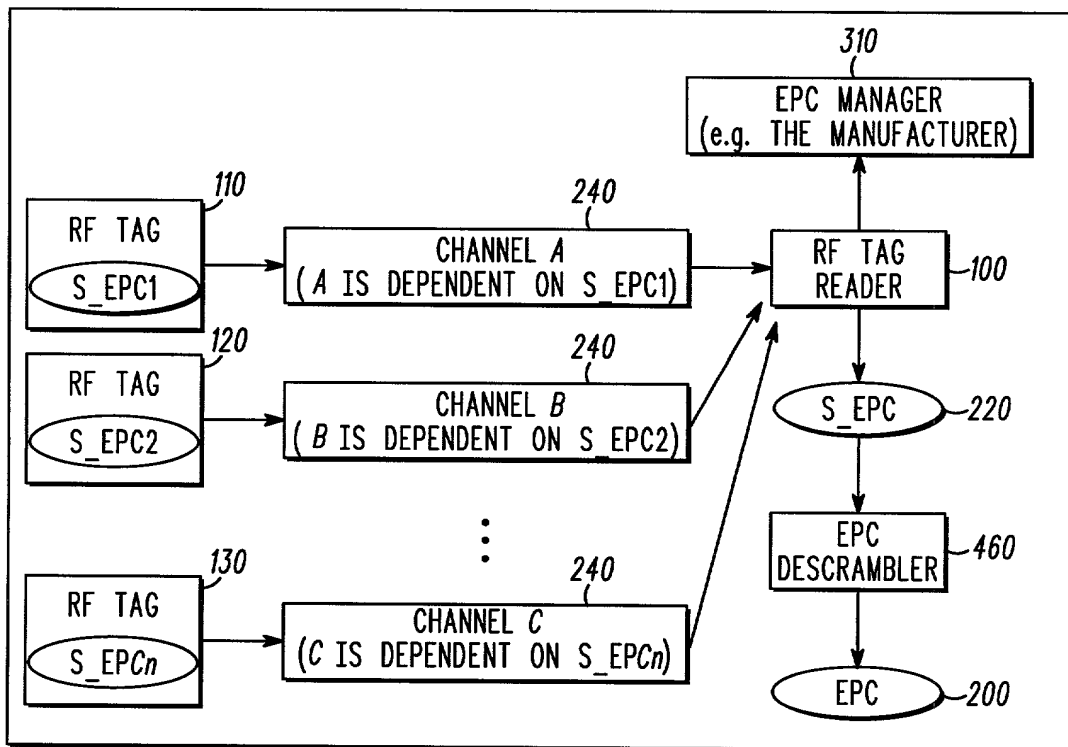 310
EPC MANAGER
(e.g. THE MANUFACTURER)
110
RF TAG
S_EPC1
240
CHANNEL A
(A IS DEPENDENT ON S_EPC1)
RF TAG
READER
100
120
RF TAG
S_EPC2
240
CHANNEL B
(B IS DEPENDENT ON S_EPC2)
S_EPC
220
130
RF TAG
S_EPCn
240
CHANNEL C
(C IS DEPENDENT ON S_EPCn)
EPC
DESCRAMBLER
460
EPC
200